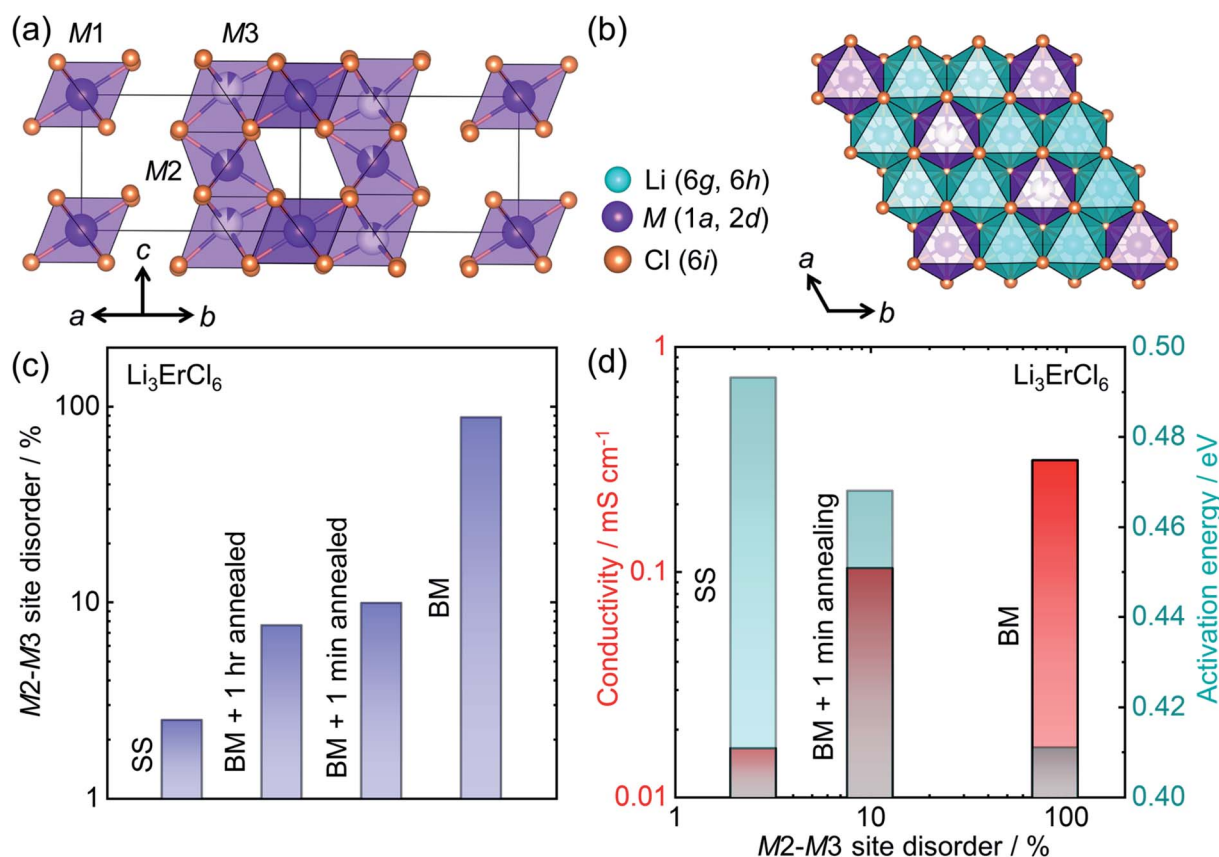 (a)
M1
M3
M2
c
a
b
(b)
Li (6g, 6h)
M (1a, 2d)
Cl (6i)
a
b
(c)
Li₃ErCl₆
M2-M3 site disorder / %
100
10
1
SS
BM + 1 hr annealed
BM + 1 min annealed
BM
(d)
Li₃ErCl₆
Conductivity / mS cm⁻¹
1
0.1
0.01
SS
BM + 1 min annealing
BM
0.50
0.48
0.46
0.44
0.42
0.40
Activation energy / eV
1
10
100
M2-M3 site disorder / %